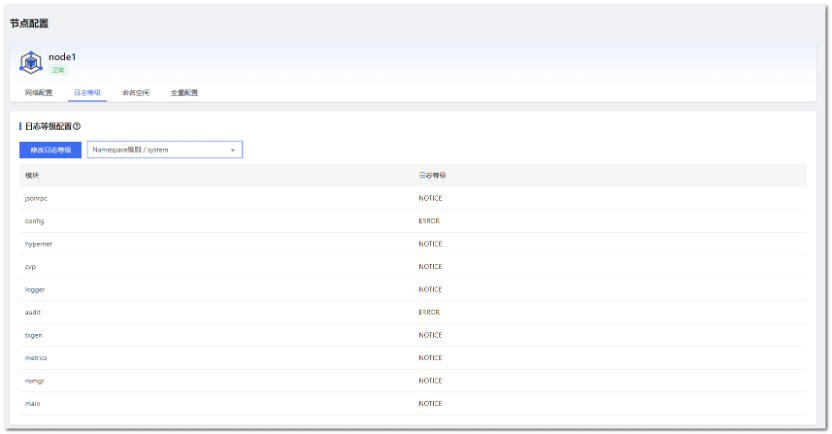 节点配置
node1
正常
网络配置 日志等级 命名空间 全量配置
日志等级配置
修改日志等级 Namespace级别 / system
模块 日志等级
jsonrpc NOTICE
config ERROR
hypernet NOTICE
cvp NOTICE
logger NOTICE
audit ERROR
txgen NOTICE
metrics NOTICE
nsmgr NOTICE
main NOTICE